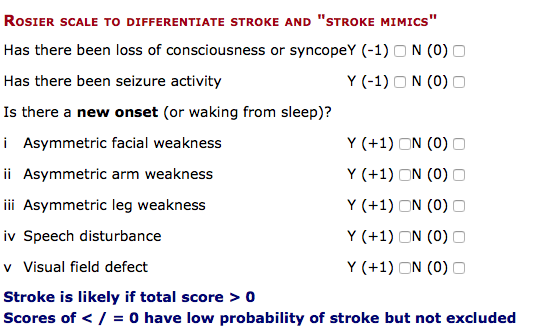 ROSIER SCALE TO DIFFERENTIATE STROKE AND "STROKE MIMICS"
Has there been loss of consciousness or syncopeY (-1) N (0)
Has there been seizure activity Y (-1) N (0)
Is there a new onset (or waking from sleep)?
i Asymmetric facial weakness Y (+1) N (0)
ii Asymmetric arm weakness Y (+1) N (0)
iii Asymmetric leg weakness Y (+1) N (0)
iv Speech disturbance Y (+1) N (0)
v Visual field defect Y (+1) N (0)
Stroke is likely if total score > 0
Scores of < / = 0 have low probability of stroke but not excluded